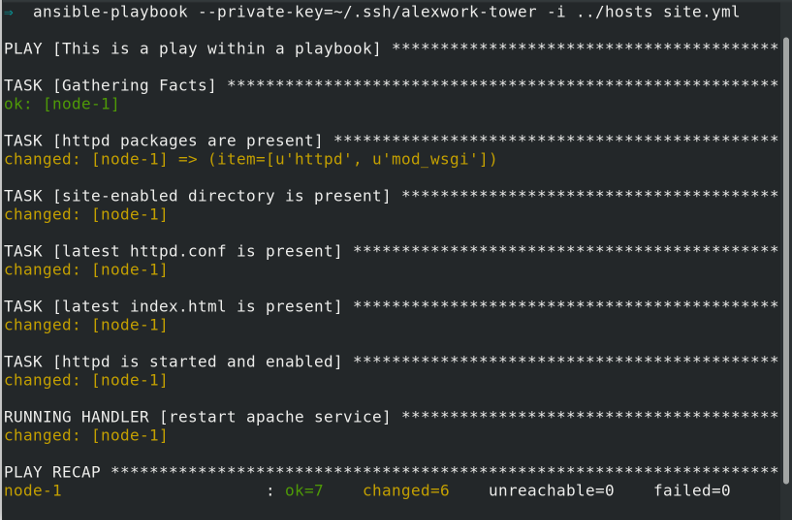 ⇒  ansible-playbook --private-key=~/.ssh/alexwork-tower -i ../hosts site.yml
PLAY [This is a play within a playbook] ****************************************
TASK [Gathering Facts] *********************************************************
ok: [node-1]
TASK [httpd packages are present] **********************************************
changed: [node-1] => (item=[u'httpd', u'mod_wsgi'])
TASK [site-enabled directory is present] ***************************************
changed: [node-1]
TASK [latest httpd.conf is present] ********************************************
changed: [node-1]
TASK [latest index.html is present] ********************************************
changed: [node-1]
TASK [httpd is started and enabled] ********************************************
changed: [node-1]
RUNNING HANDLER [restart apache service] ***************************************
changed: [node-1]
PLAY RECAP *********************************************************************
node-1                     : ok=7    changed=6    unreachable=0    failed=0